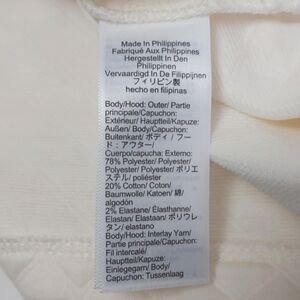 Made In Philippines
Fabriqué Aux Philippines
Hergestellt In Den
Philippinen
Vervaardigd In De Filippijnen
フィリピン製
hecho en filipinas
Body/Hood: Outer/ Partie
principale/Capuchon:
Extérieur/ Hauptteil/Kapuze:
Außen/ Body/Capuchon:
Buitenkant/ ボディ / フー
ド : アウター/
Cuerpo/capucha: Externo:
78% Polyester/ Polyester/
Polyester/ Polyester/ ポリエ
ステル/ poliéster
20% Cotton/ Coton/
Baumwolle/ Katoen/ 綿/
algodón
2% Elastane/ Élasthanne/
Elastan/ Elastaan/ ポリウレ
タン/ elastano
Body/Hood: Interlay Yarn/
Partie principale/Capuchon:
Fil intercalé/
Hauptteil/Kapuze:
Einlegegarn/ Body/
Capuchon: Tussenlaag